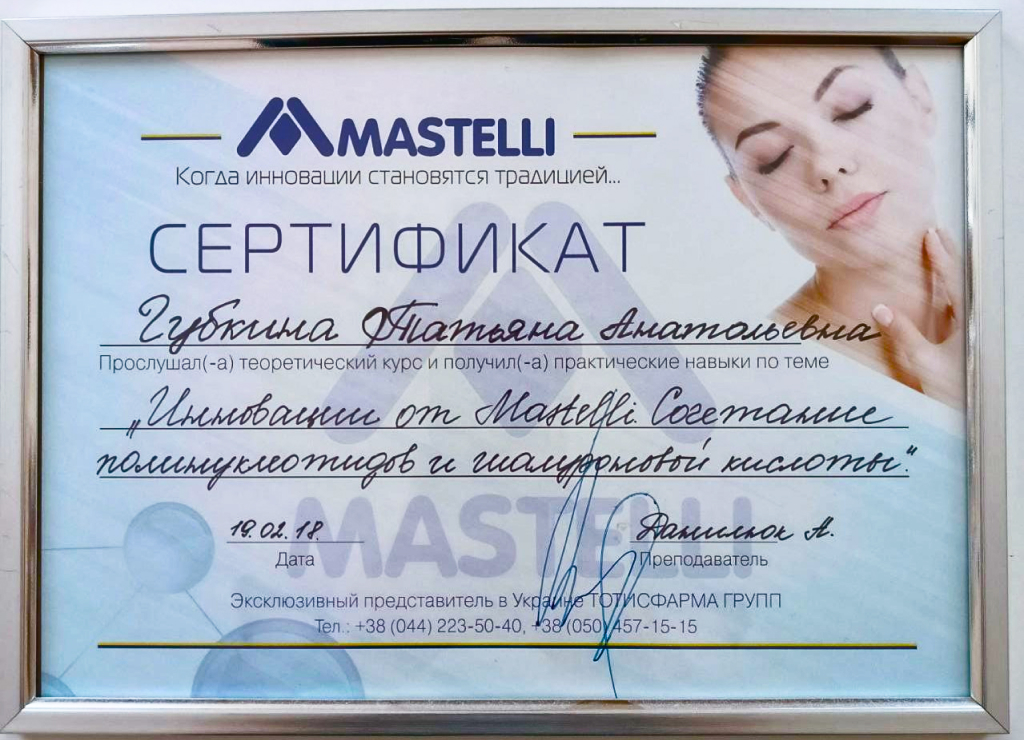 MASTELLI
Когда инновации становятся традицией...
СЕРТИФИКАТ
Губкина Татьяна Анатольевна
Прослушал(-а) теоретический курс и получил(-а) практические навыки по теме
„Инновации от Mastelli. Сочетание
полинуклеотидов и гиалуроновой кислоты".
19.02.18. Данилюк А.
Дата Преподаватель
MASTELLI
Эксклюзивный представитель в Украине ТОТИСФАРМА ГРУПП
Тел.: +38 (044) 223-50-40, +38 (050) 457-15-15